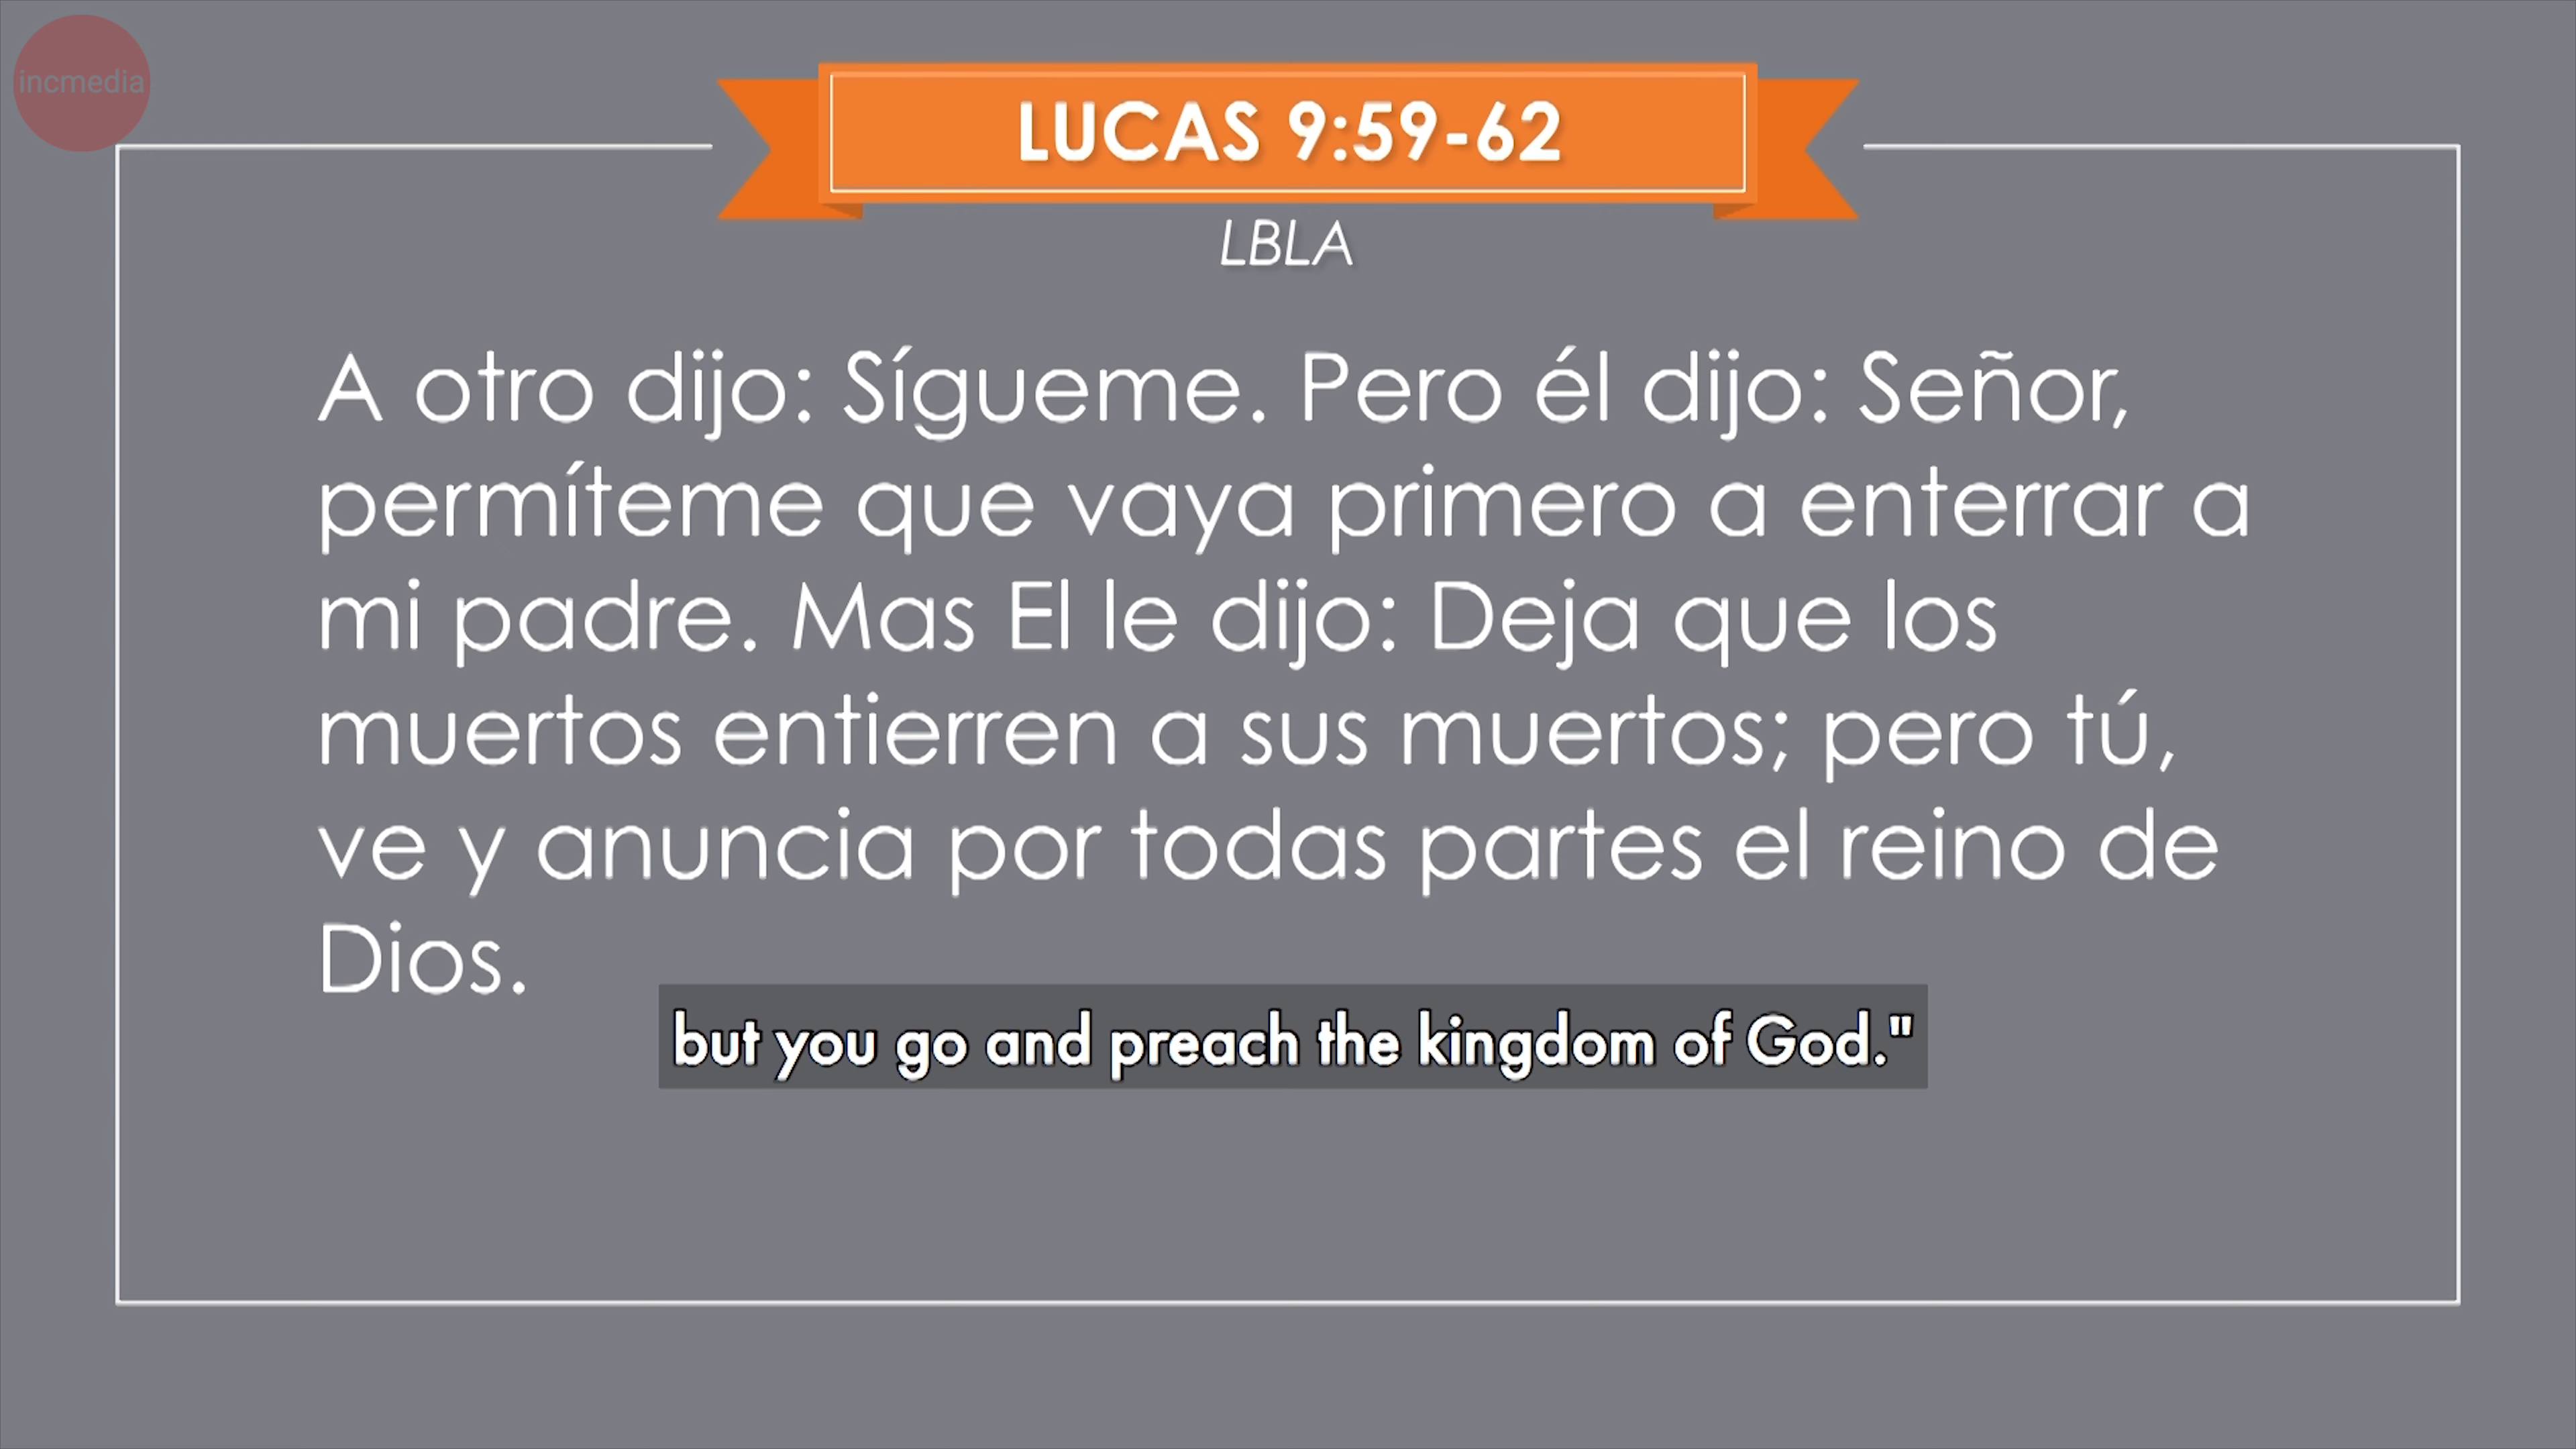 incmedia
LUCAS 9:59-62
LBLA
A otro dijo: Sígueme. Pero él dijo: Señor,
permíteme que vaya primero a enterrar a
mi padre. Mas El le dijo: Deja que los
muertos entierren a sus muertos; pero tú,
ve y anuncia por todas partes el reino de
Dios.
but you go and preach the kingdom of God."